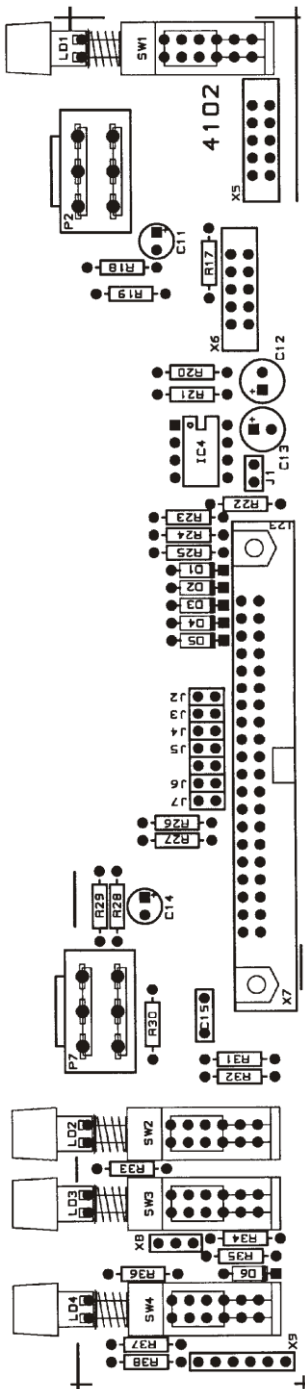 LD1
SW1
4102
X5
P2
C11
R18
R19
R17
X6
R20
R21
C12
IC4
C13
J1
R22
R23
R24
R25
D1
D2
D3
D4
D5
J2
J3
J4
J5
J6
J7
R26
R27
R29
R28
C14
P7
R30
C15
X7
R31
R32
LD2
SW2
R33
LD3
SW3
X8
R34
R35
R36
D6
LD4
SW4
R37
R38
X9